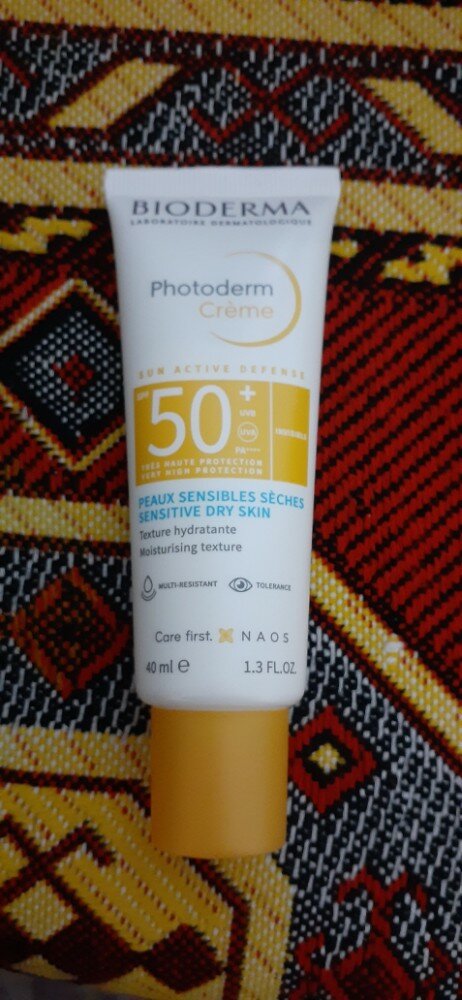 BIODERMA
LABORATOIRE DERMATOLOGIQUE
Photoderm
Crème
SUN ACTIVE DEFENSE
SPF 50+
UVB
UVA
PA++++
INVISIBLE
TRÈS HAUTE PROTECTION
VERY HIGH PROTECTION
PEAUX SENSIBLES SÈCHES
SENSITIVE DRY SKIN
Texture hydratante
Moisturising texture
MULTI-RESISTANT TOLERANCE
Care first. NAOS
40 ml e 1.3 FL.OZ.